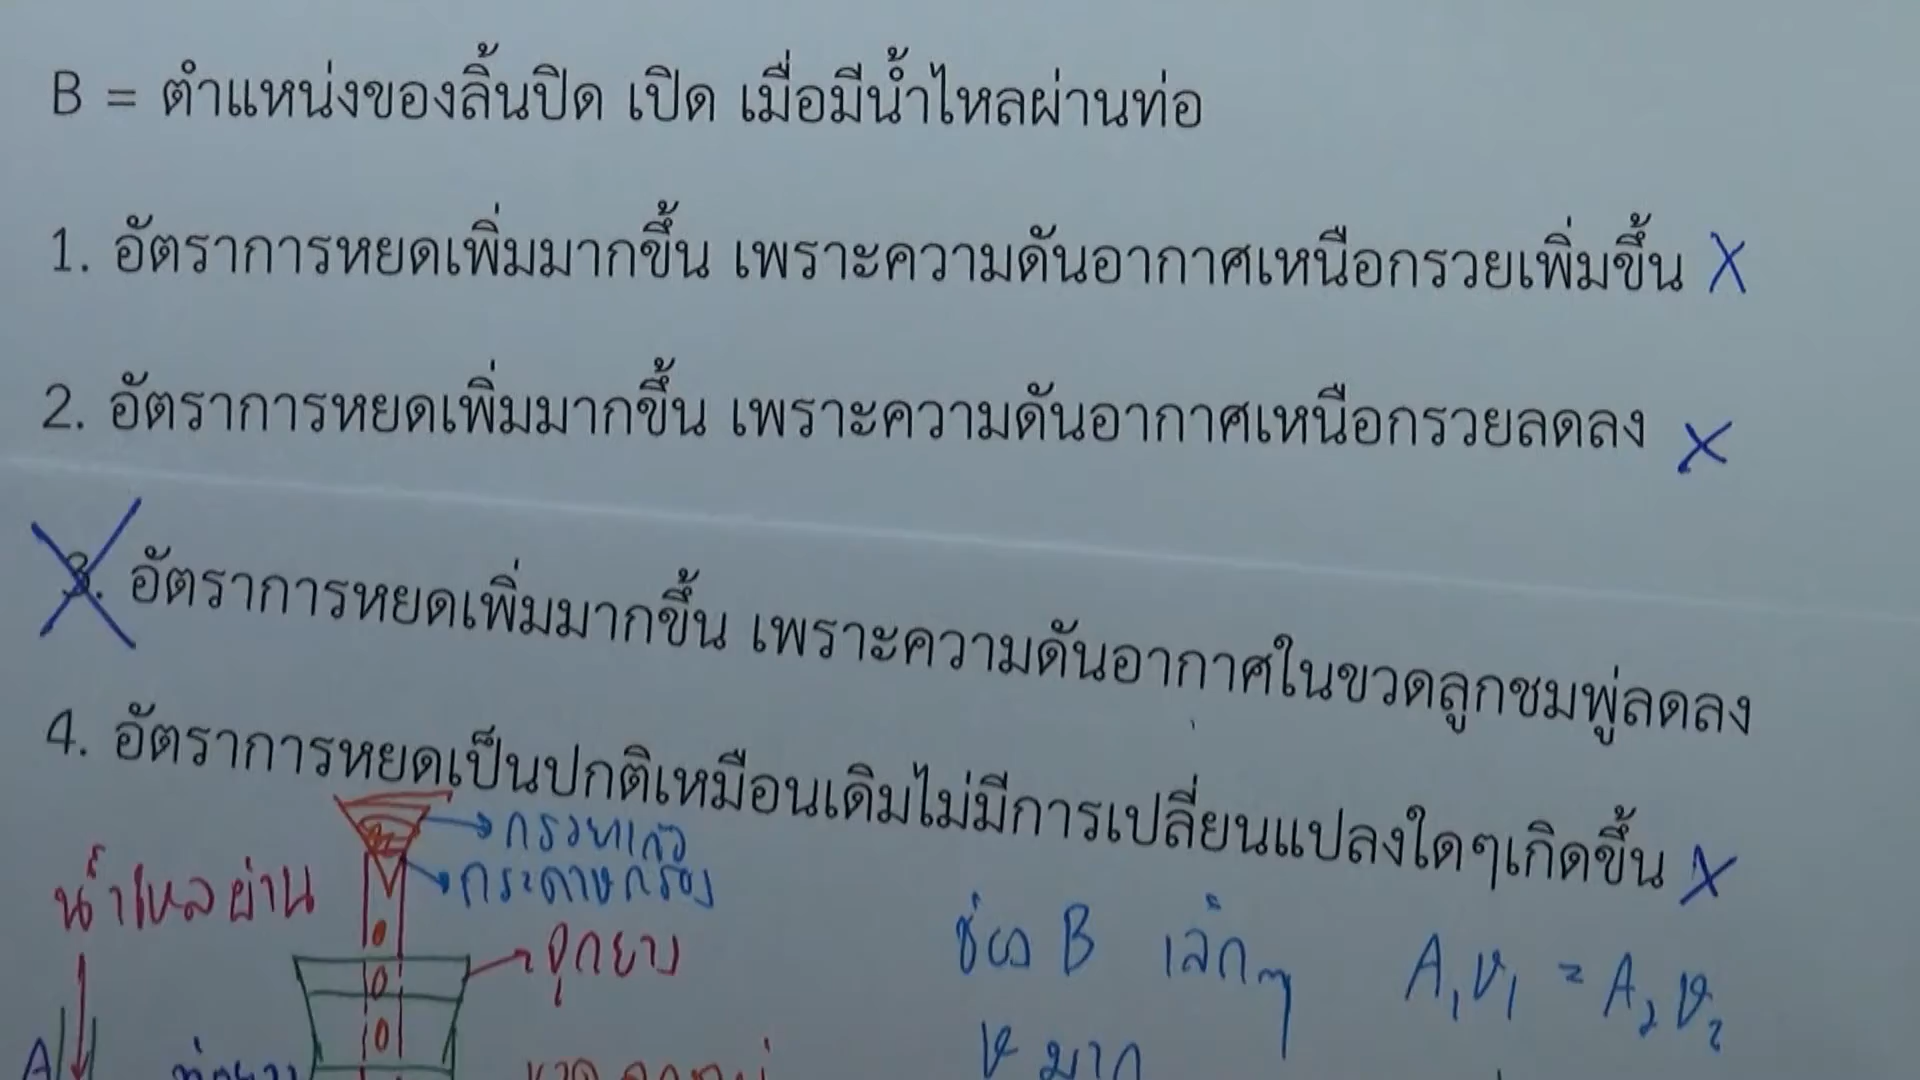 B = ตำแหน่งของลิ้นปิด เปิด เมื่อมีน้ำไหลผ่านท่อ
1. อัตราการหยดเพิ่มมากขึ้น เพราะความดันอากาศเหนือกรวยเพิ่มขึ้น X
2. อัตราการหยดเพิ่มมากขึ้น เพราะความดันอากาศเหนือกรวยลดลง X
3. อัตราการหยดเพิ่มมากขึ้น เพราะความดันอากาศในขวดลูกชมพู่ลดลง
4. อัตราการหยดเป็นปกติเหมือนเดิมไม่มีการเปลี่ยนแปลงใดๆเกิดขึ้น X
กรวยแก้ว
กระดาษกรอง
น้ำไหลผ่าน
จุกยาง
ช่อง B เล็กๆ
A₁v₁ = A₂v₂
v มาก
A